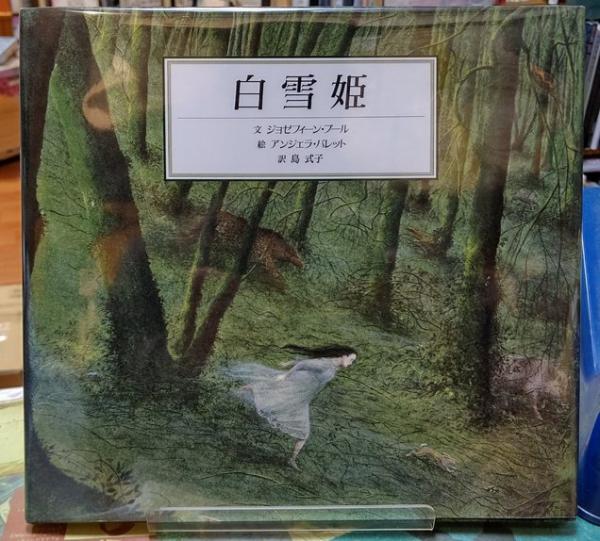 白雪姫
文 ジョゼフィーン・プール
絵 アンジェラ・バレット
訳 島 式子